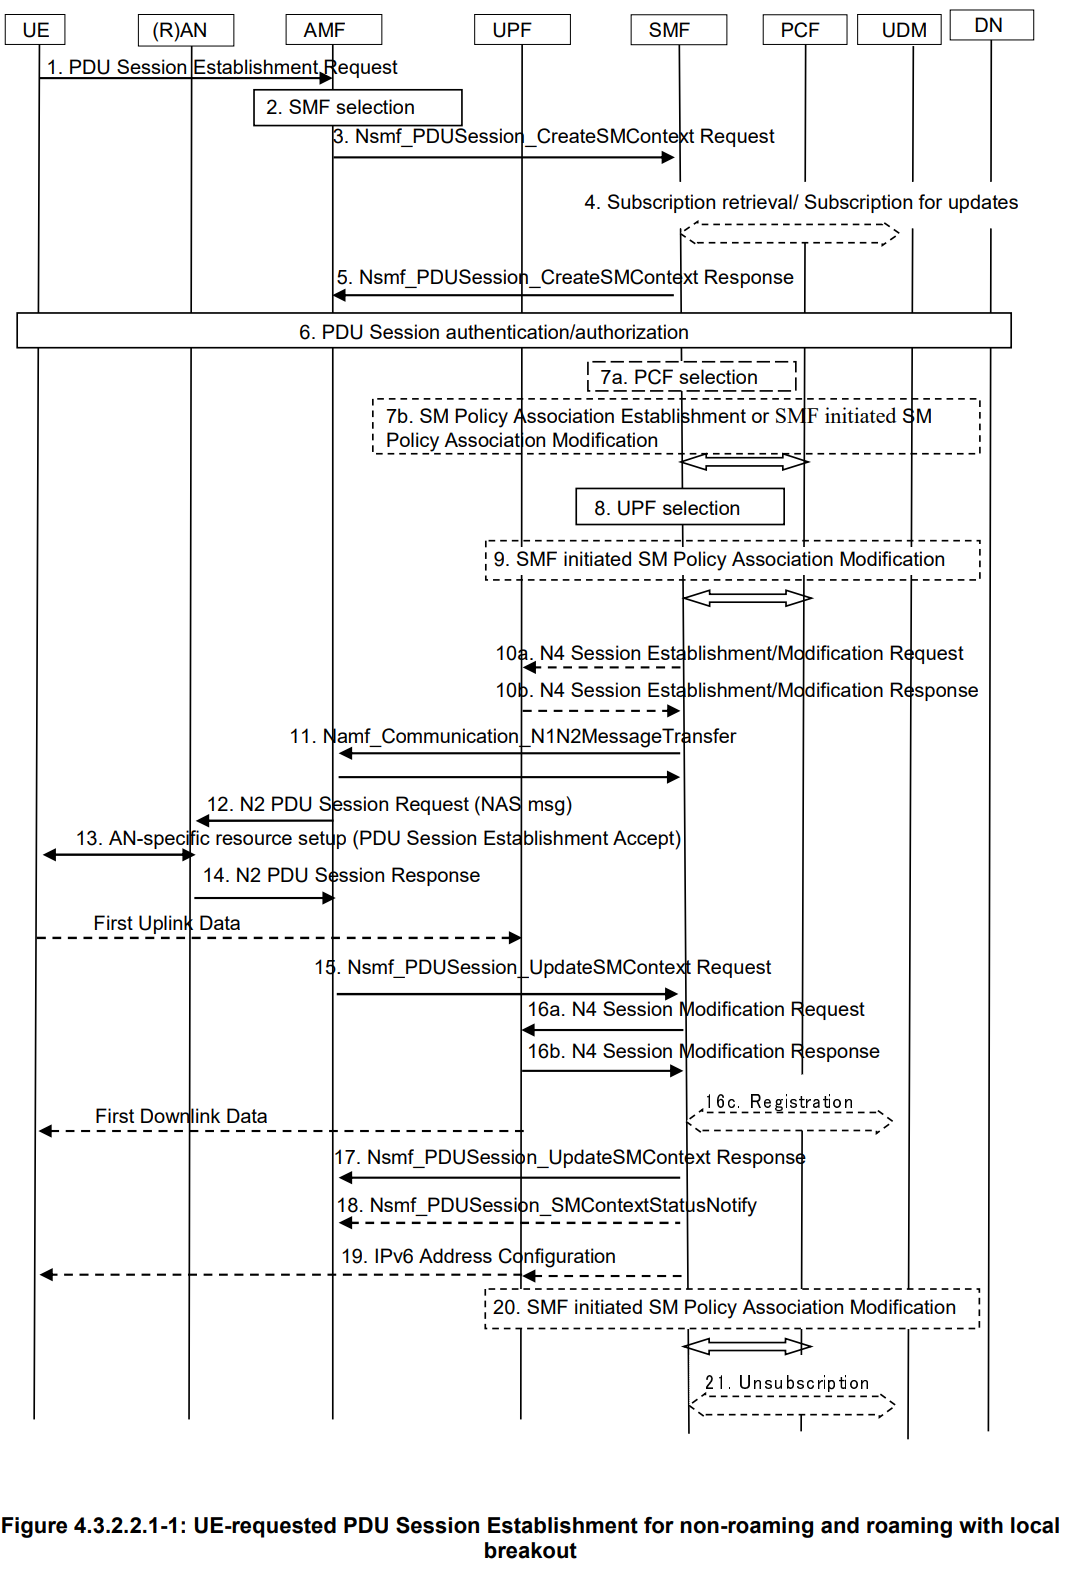 UE
(R)AN
AMF
UPF
SMF
PCF
UDM
DN
1. PDU Session Establishment Request
2. SMF selection
3. Nsmf_PDUSession_CreateSMContext Request
4. Subscription retrieval/ Subscription for updates
5. Nsmf_PDUSession_CreateSMContext Response
6. PDU Session authentication/authorization
7a. PCF selection
7b. SM Policy Association Establishment or SMF initiated SM
Policy Association Modification
8. UPF selection
9. SMF initiated SM Policy Association Modification
10a. N4 Session Establishment/Modification Request
10b. N4 Session Establishment/Modification Response
11. Namf_Communication_N1N2MessageTransfer
12. N2 PDU Session Request (NAS msg)
13. AN-specific resource setup (PDU Session Establishment Accept)
14. N2 PDU Session Response
First Uplink Data
15. Nsmf_PDUSession_UpdateSMContext Request
16a. N4 Session Modification Request
16b. N4 Session Modification Response
16c. Registration
First Downlink Data
17. Nsmf_PDUSession_UpdateSMContext Response
18. Nsmf_PDUSession_SMContextStatusNotify
19. IPv6 Address Configuration
20. SMF initiated SM Policy Association Modification
21. Unsubscription
Figure 4.3.2.2.1-1: UE-requested PDU Session Establishment for non-roaming and roaming with local
breakout